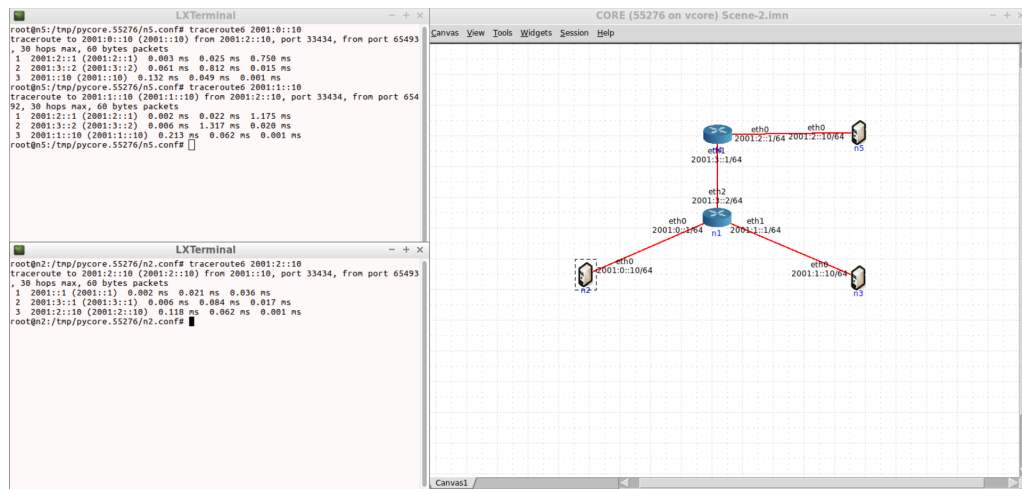 LXTerminal
root@n5:/tmp/pycore.55276/n5.conf# traceroute6 2001:0::10
traceroute to 2001:0::10 (2001::10) from 2001:2::10, port 33434, from port 65493
, 30 hops max, 60 bytes packets
1 2001:2::1 (2001:2::1) 0.003 ms 0.025 ms 0.750 ms
2 2001:3::2 (2001:3::2) 0.061 ms 0.812 ms 0.015 ms
3 2001::10 (2001::10) 0.132 ms 0.049 ms 0.001 ms
root@n5:/tmp/pycore.55276/n5.conf# traceroute6 2001:1::10
traceroute to 2001:1::10 (2001:1::10) from 2001:2::10, port 33434, from port 654
92, 30 hops max, 60 bytes packets
1 2001:2::1 (2001:2::1) 0.002 ms 0.022 ms 1.175 ms
2 2001:3::2 (2001:3::2) 0.006 ms 1.317 ms 0.020 ms
3 2001:1::10 (2001:1::10) 0.213 ms 0.062 ms 0.001 ms
root@n5:/tmp/pycore.55276/n5.conf#
LXTerminal
root@n2:/tmp/pycore.55276/n2.conf# traceroute6 2001:2::10
traceroute to 2001:2::10 (2001:2::10) from 2001::10, port 33434, from port 65493
, 30 hops max, 60 bytes packets
1 2001::1 (2001::1) 0.002 ms 0.021 ms 0.036 ms
2 2001:3::1 (2001:3::1) 0.006 ms 0.084 ms 0.017 ms
3 2001:2::10 (2001:2::10) 0.118 ms 0.062 ms 0.001 ms
root@n2:/tmp/pycore.55276/n2.conf#
CORE (55276 on vcore) Scene-2.imn
Canvas View Tools Widgets Session Help
eth0
2001:2::1/64
eth0
2001:2::10/64
n5
eth1
2001:3::1/64
eth2
2001:3::2/64
n1
eth0
2001:0::1/64
eth1
2001:1::1/64
eth0
2001:0::10/64
n2
eth0
2001:1::10/64
n3
Canvas1